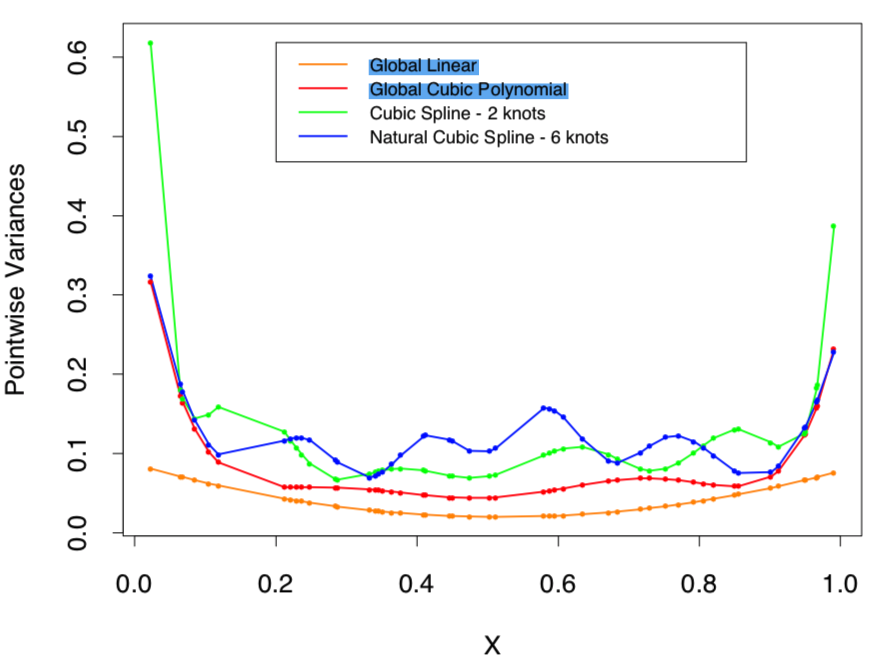 Global Linear
Global Cubic Polynomial
Cubic Spline - 2 knots
Natural Cubic Spline - 6 knots
Pointwise Variances
0.6
0.5
0.4
0.3
0.2
0.1
0.0
0.0 0.2 0.4 0.6 0.8 1.0
X